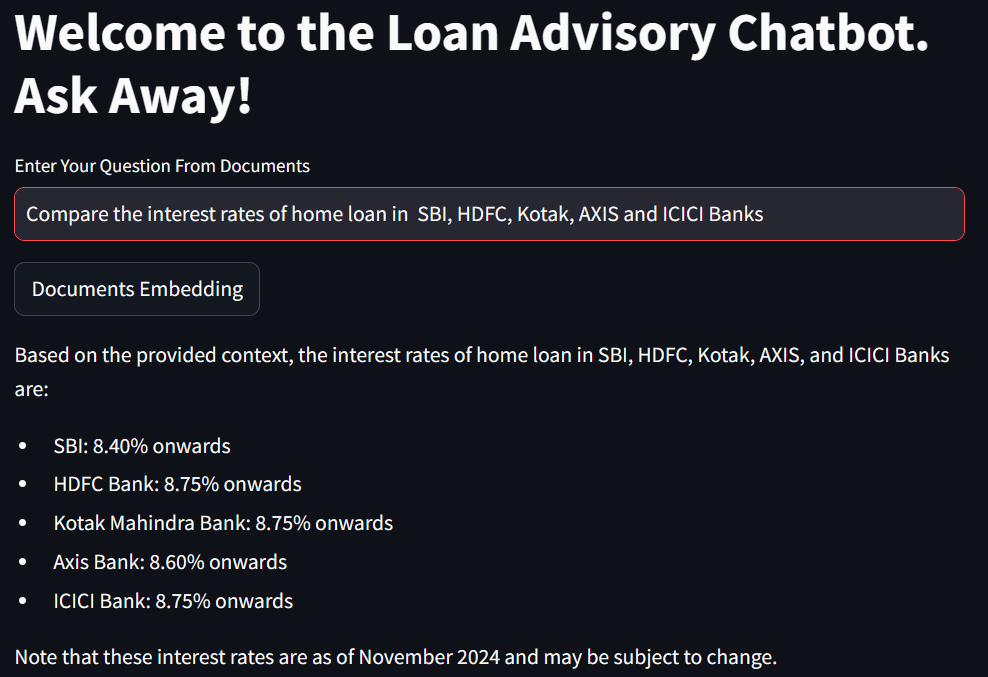 Welcome to the Loan Advisory Chatbot.
Ask Away!
Enter Your Question From Documents
Compare the interest rates of home loan in  SBI, HDFC, Kotak, AXIS and ICICI Banks
Documents Embedding
Based on the provided context, the interest rates of home loan in SBI, HDFC, Kotak, AXIS, and ICICI Banks
are:
• SBI: 8.40% onwards
• HDFC Bank: 8.75% onwards
• Kotak Mahindra Bank: 8.75% onwards
• Axis Bank: 8.60% onwards
• ICICI Bank: 8.75% onwards
Note that these interest rates are as of November 2024 and may be subject to change.